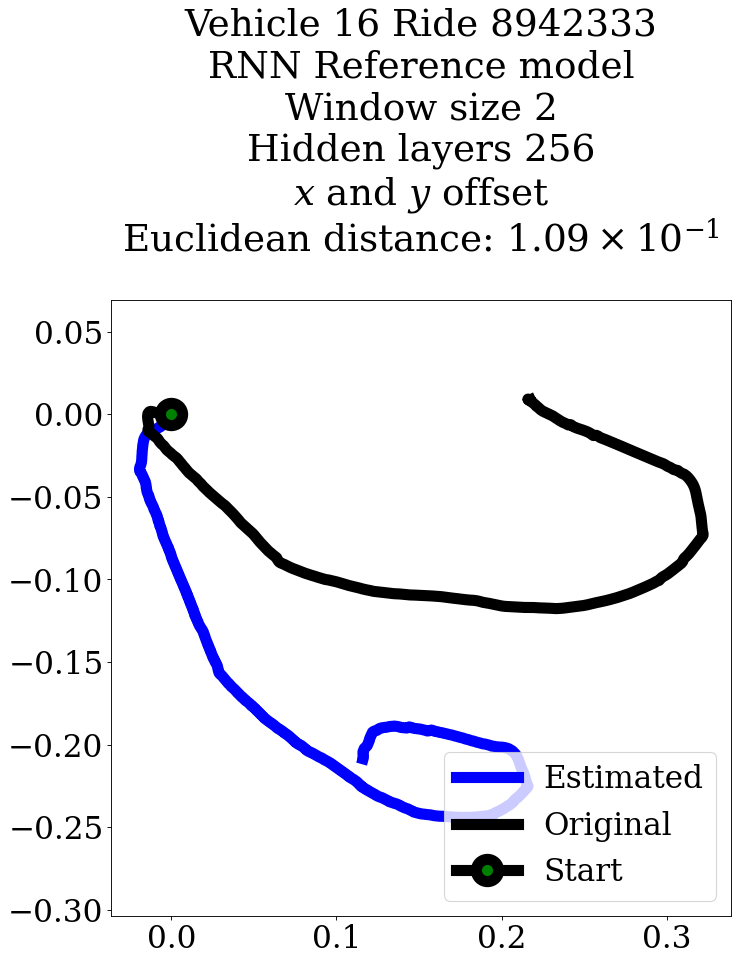 Vehicle 16 Ride 8942333
RNN Reference model
Window size 2
Hidden layers 256
x and y offset
Euclidean distance: 1.09 × 10⁻¹
0.05
0.00
−0.05
−0.10
−0.15
−0.20
−0.25
−0.30
Estimated
Original
Start
0.0 0.1 0.2 0.3